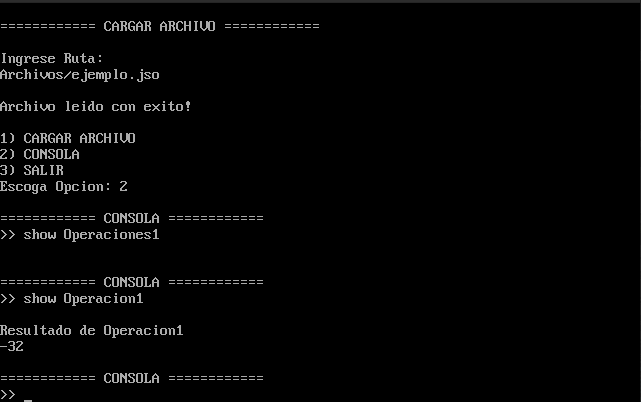 ============ CARGAR ARCHIVO ============
Ingrese Ruta:
Archivos/ejemplo.jso
Archivo leido con exito!
1) CARGAR ARCHIVO
2) CONSOLA
3) SALIR
Escoga Opcion: 2
============ CONSOLA ============
>> show Operaciones1
============ CONSOLA ============
>> show Operacion1
Resultado de Operacion1
-32
============ CONSOLA ============
>> _